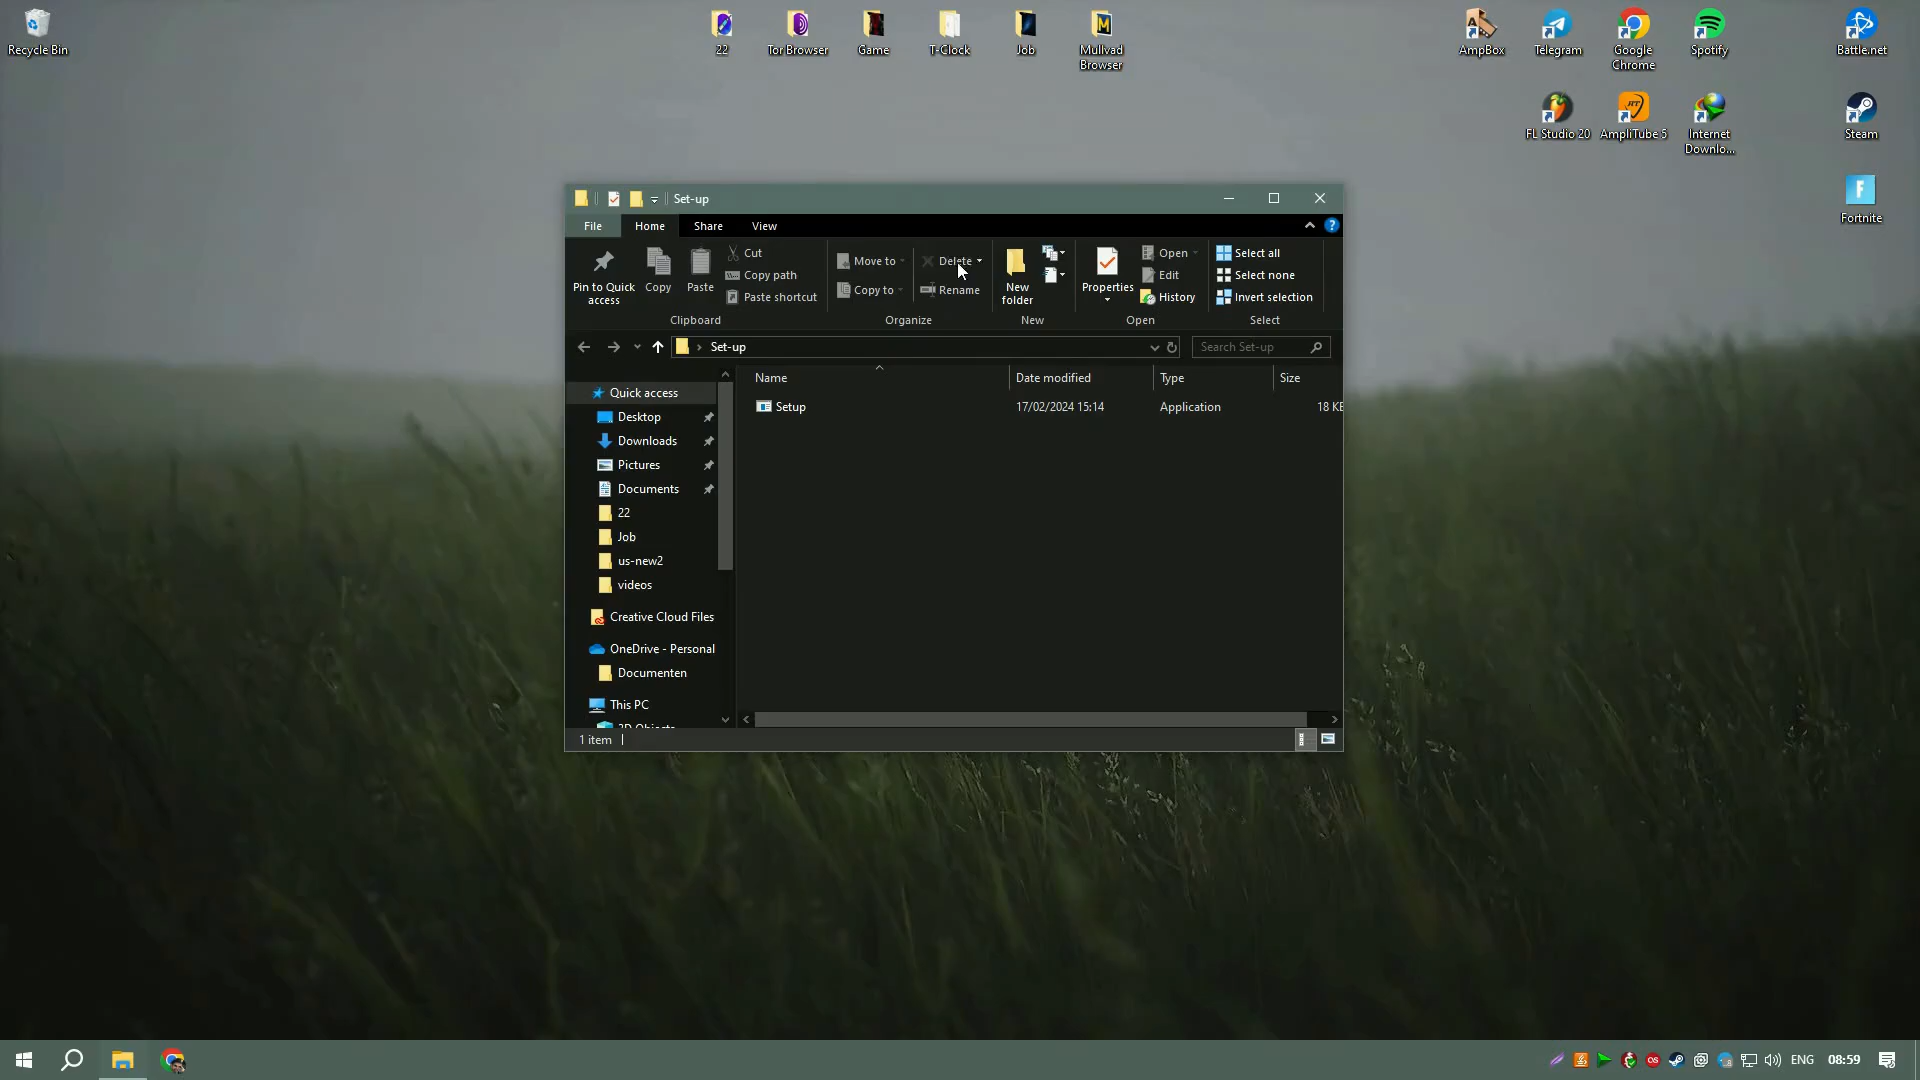 Recycle Bin
22
Tor Browser
Game
T-Clock
Job
Mullvad
Browser
AmpBox
Telegram
Google
Chrome
Spotify
Battle.net
FL Studio 20
AmpliTube 5
Internet
Downlo...
Steam
Fortnite
Set-up
File
Home
Share
View
Pin to Quick
access
Copy
Paste
Cut
Copy path
Paste shortcut
Clipboard
Move to
Copy to
Delete
Rename
Organize
New
folder
New
Properties
Open
Edit
History
Open
Select all
Select none
Invert selection
Select
Set-up
Search Set-up
Name
Date modified
Type
Size
Setup
17/02/2024 15:14
Application
18 KB
Quick access
Desktop
Downloads
Pictures
Documents
22
Job
us-new2
videos
Creative Cloud Files
OneDrive - Personal
Documenten
This PC
3D Objects
1 item
ENG
08:59